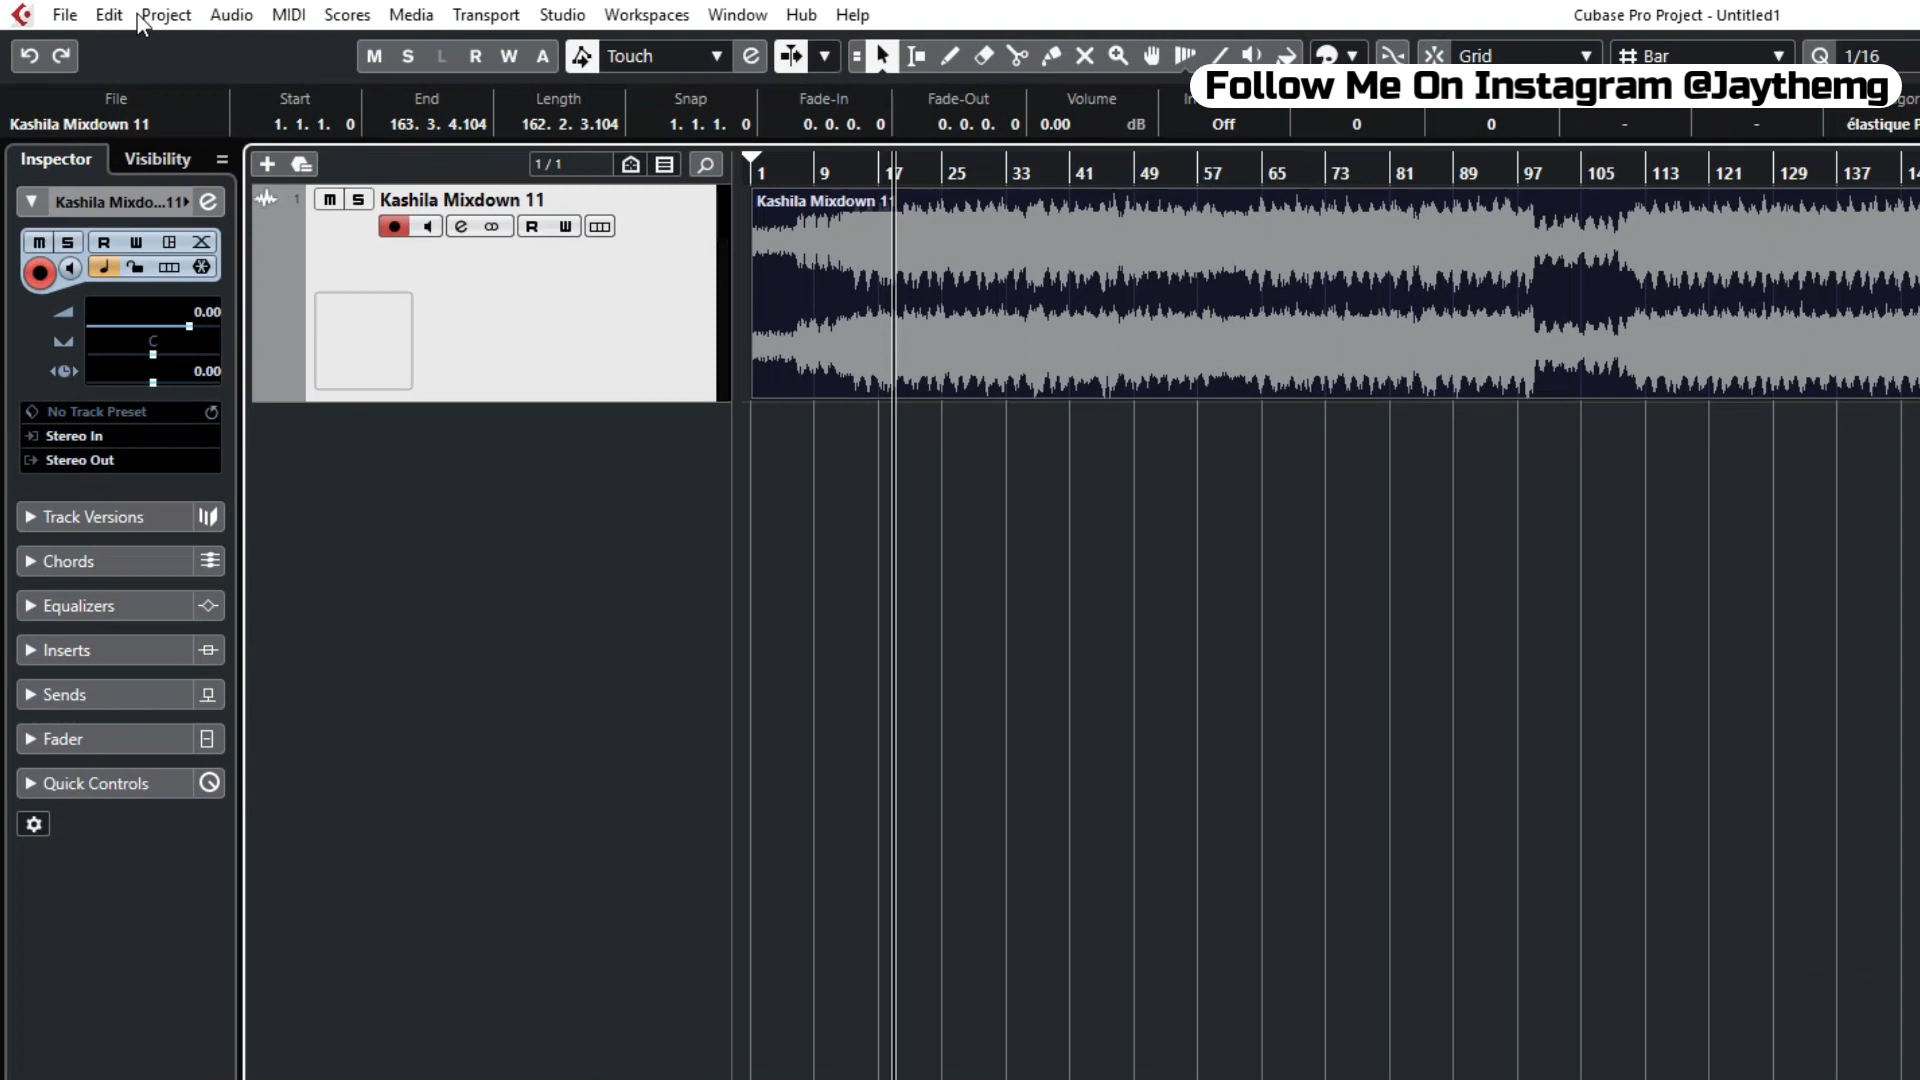 File Edit Project Audio MIDI Scores Media Transport Studio Workspaces Window Hub Help
Cubase Pro Project - Untitled1
M S L R W A Touch Grid Bar 1/16
Follow Me On Instagram @Jaythemg
File Start End Length Snap Fade-In Fade-Out Volume
Kashila Mixdown 11 1. 1. 1. 0 163. 3. 4.104 162. 2. 3.104 1. 1. 1. 0 0. 0. 0. 0 0. 0. 0. 0 0.00 dB Off 0 0 - - élastique P
Inspector Visibility
1 / 1
1 9 17 25 33 41 49 57 65 73 81 89 97 105 113 121 129 137
Kashila Mixdo...11
1 M S Kashila Mixdown 11
R W
Kashila Mixdown 1
M S R W
0.00
C
0.00
No Track Preset
Stereo In
Stereo Out
Track Versions
Chords
Equalizers
Inserts
Sends
Fader
Quick Controls